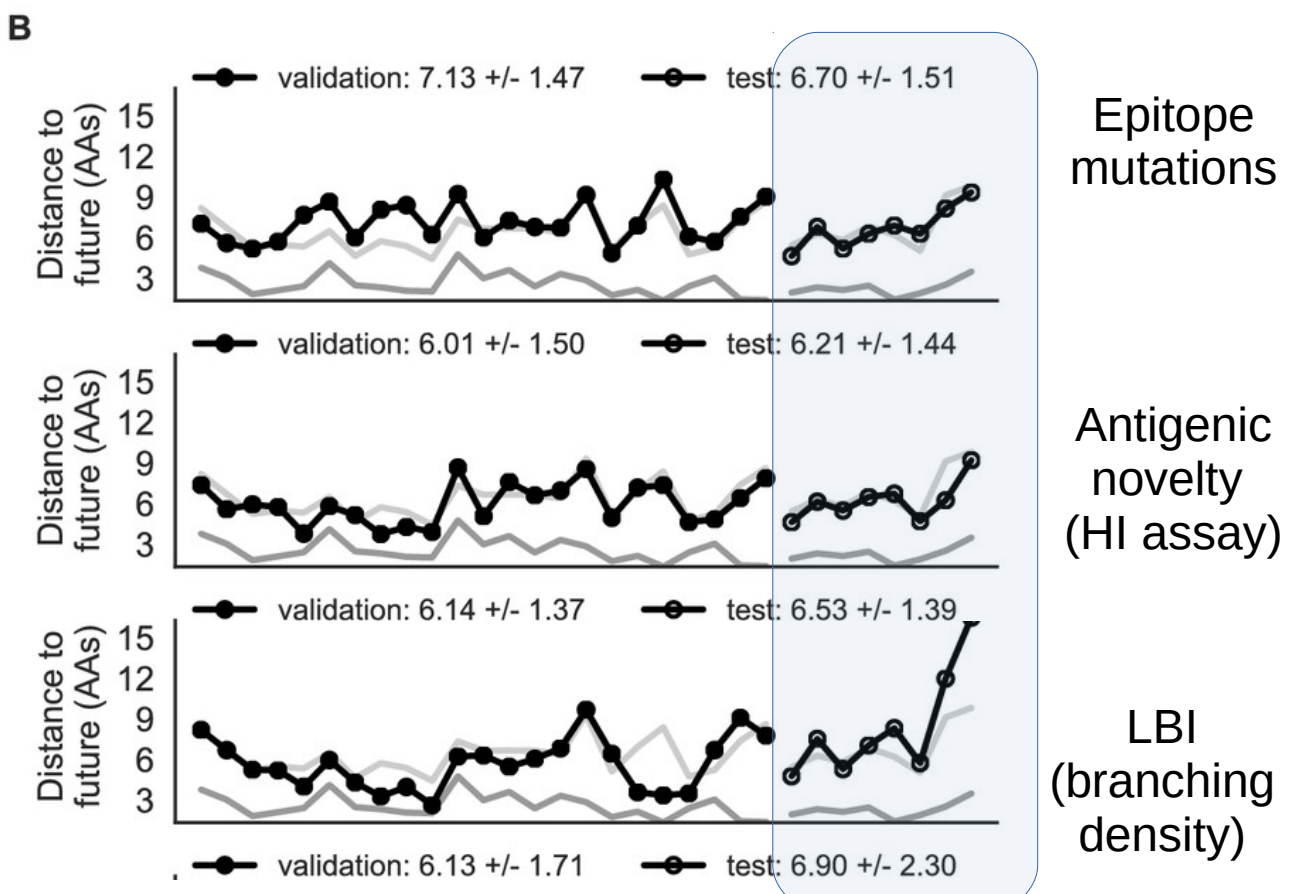 B
validation: 7.13 +/- 1.47 test: 6.70 +/- 1.51
Distance to
future (AAs)
15
12
9
6
3
Epitope
mutations
validation: 6.01 +/- 1.50 test: 6.21 +/- 1.44
Distance to
future (AAs)
15
12
9
6
3
Antigenic
novelty
(HI assay)
validation: 6.14 +/- 1.37 test: 6.53 +/- 1.39
Distance to
future (AAs)
15
12
9
6
3
LBI
(branching
density)
validation: 6.13 +/- 1.71 test: 6.90 +/- 2.30